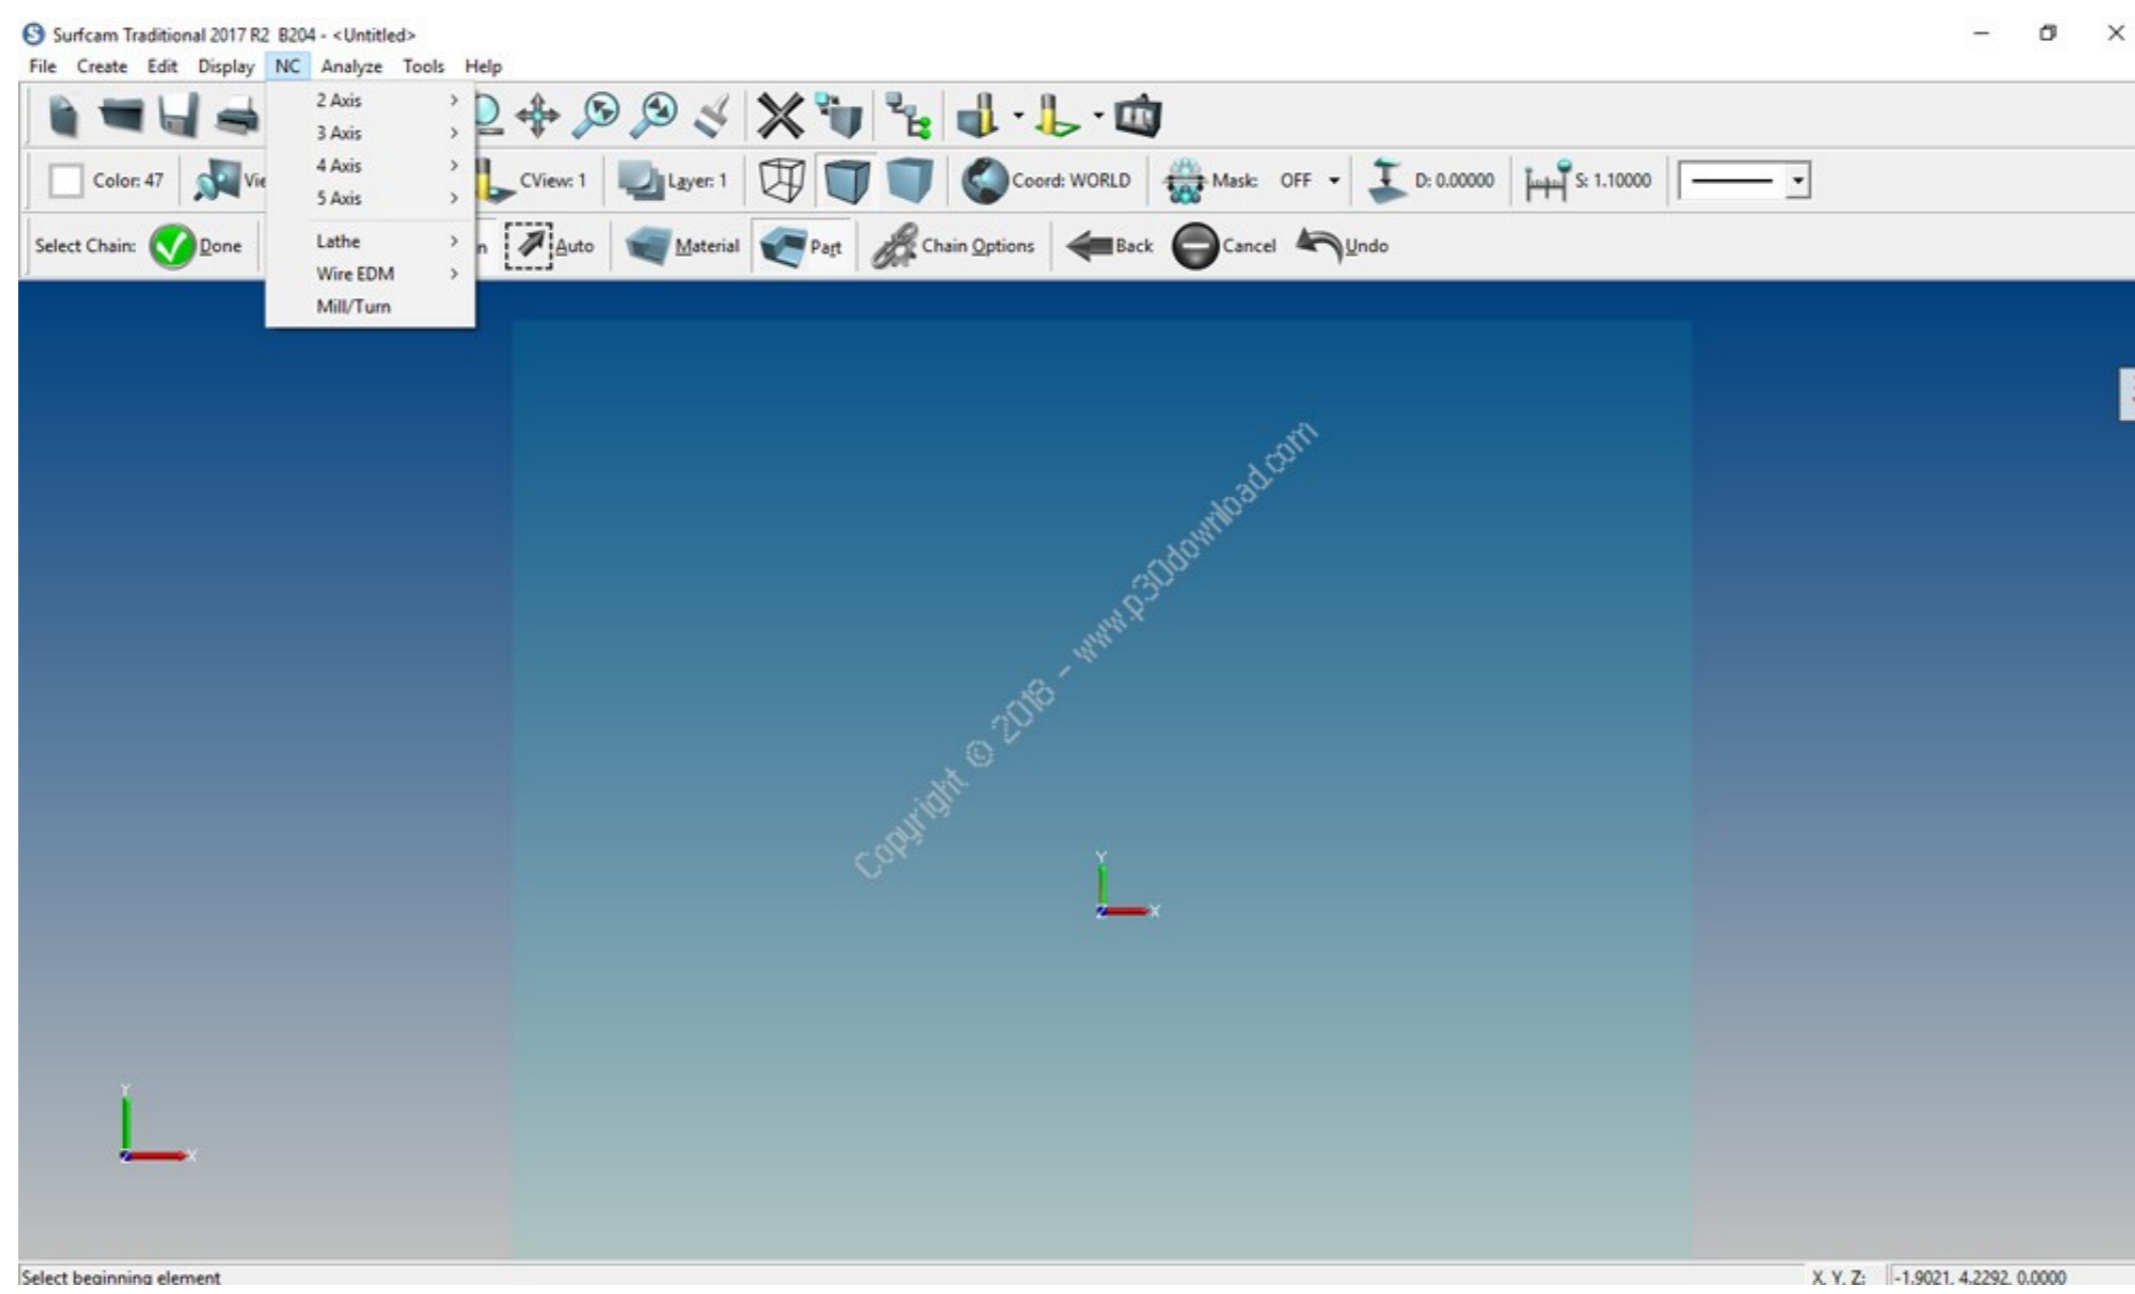 Surfcam Traditional 2017 R2 B204 - <Untitled>
File Create Edit Display NC Analyze Tools Help
2 Axis
3 Axis
4 Axis
5 Axis
Lathe
Wire EDM
Mill/Turn
Color: 47
CView: 1
Layer: 1
Coord: WORLD
Mask: OFF
D: 0.00000
S: 1.10000
Select Chain:
Done
Auto
Material
Part
Chain Options
Back
Cancel
Undo
Copyright © 2018 - www.p30download.com
Y
X
Y
X
Select beginning element
X, Y, Z: -1.9021, 4.2292, 0.0000